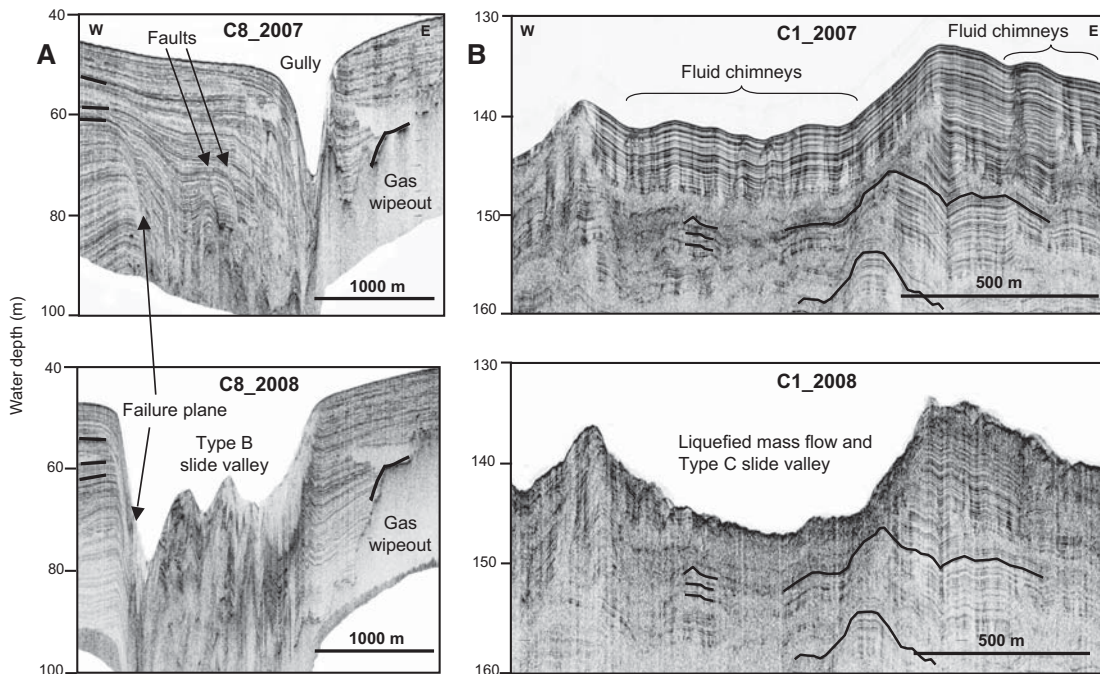 A
W
C8_2007
E
Faults
Gully
Gas
wipeout
40
60
80
100
1000 m
B
W
C1_2007
E
Fluid chimneys
Fluid chimneys
130
140
150
160
500 m
Water depth (m)
C8_2008
Failure plane
Type B
slide valley
Gas
wipeout
40
60
80
100
1000 m
C1_2008
Liquefied mass flow and
Type C slide valley
130
140
150
160
500 m